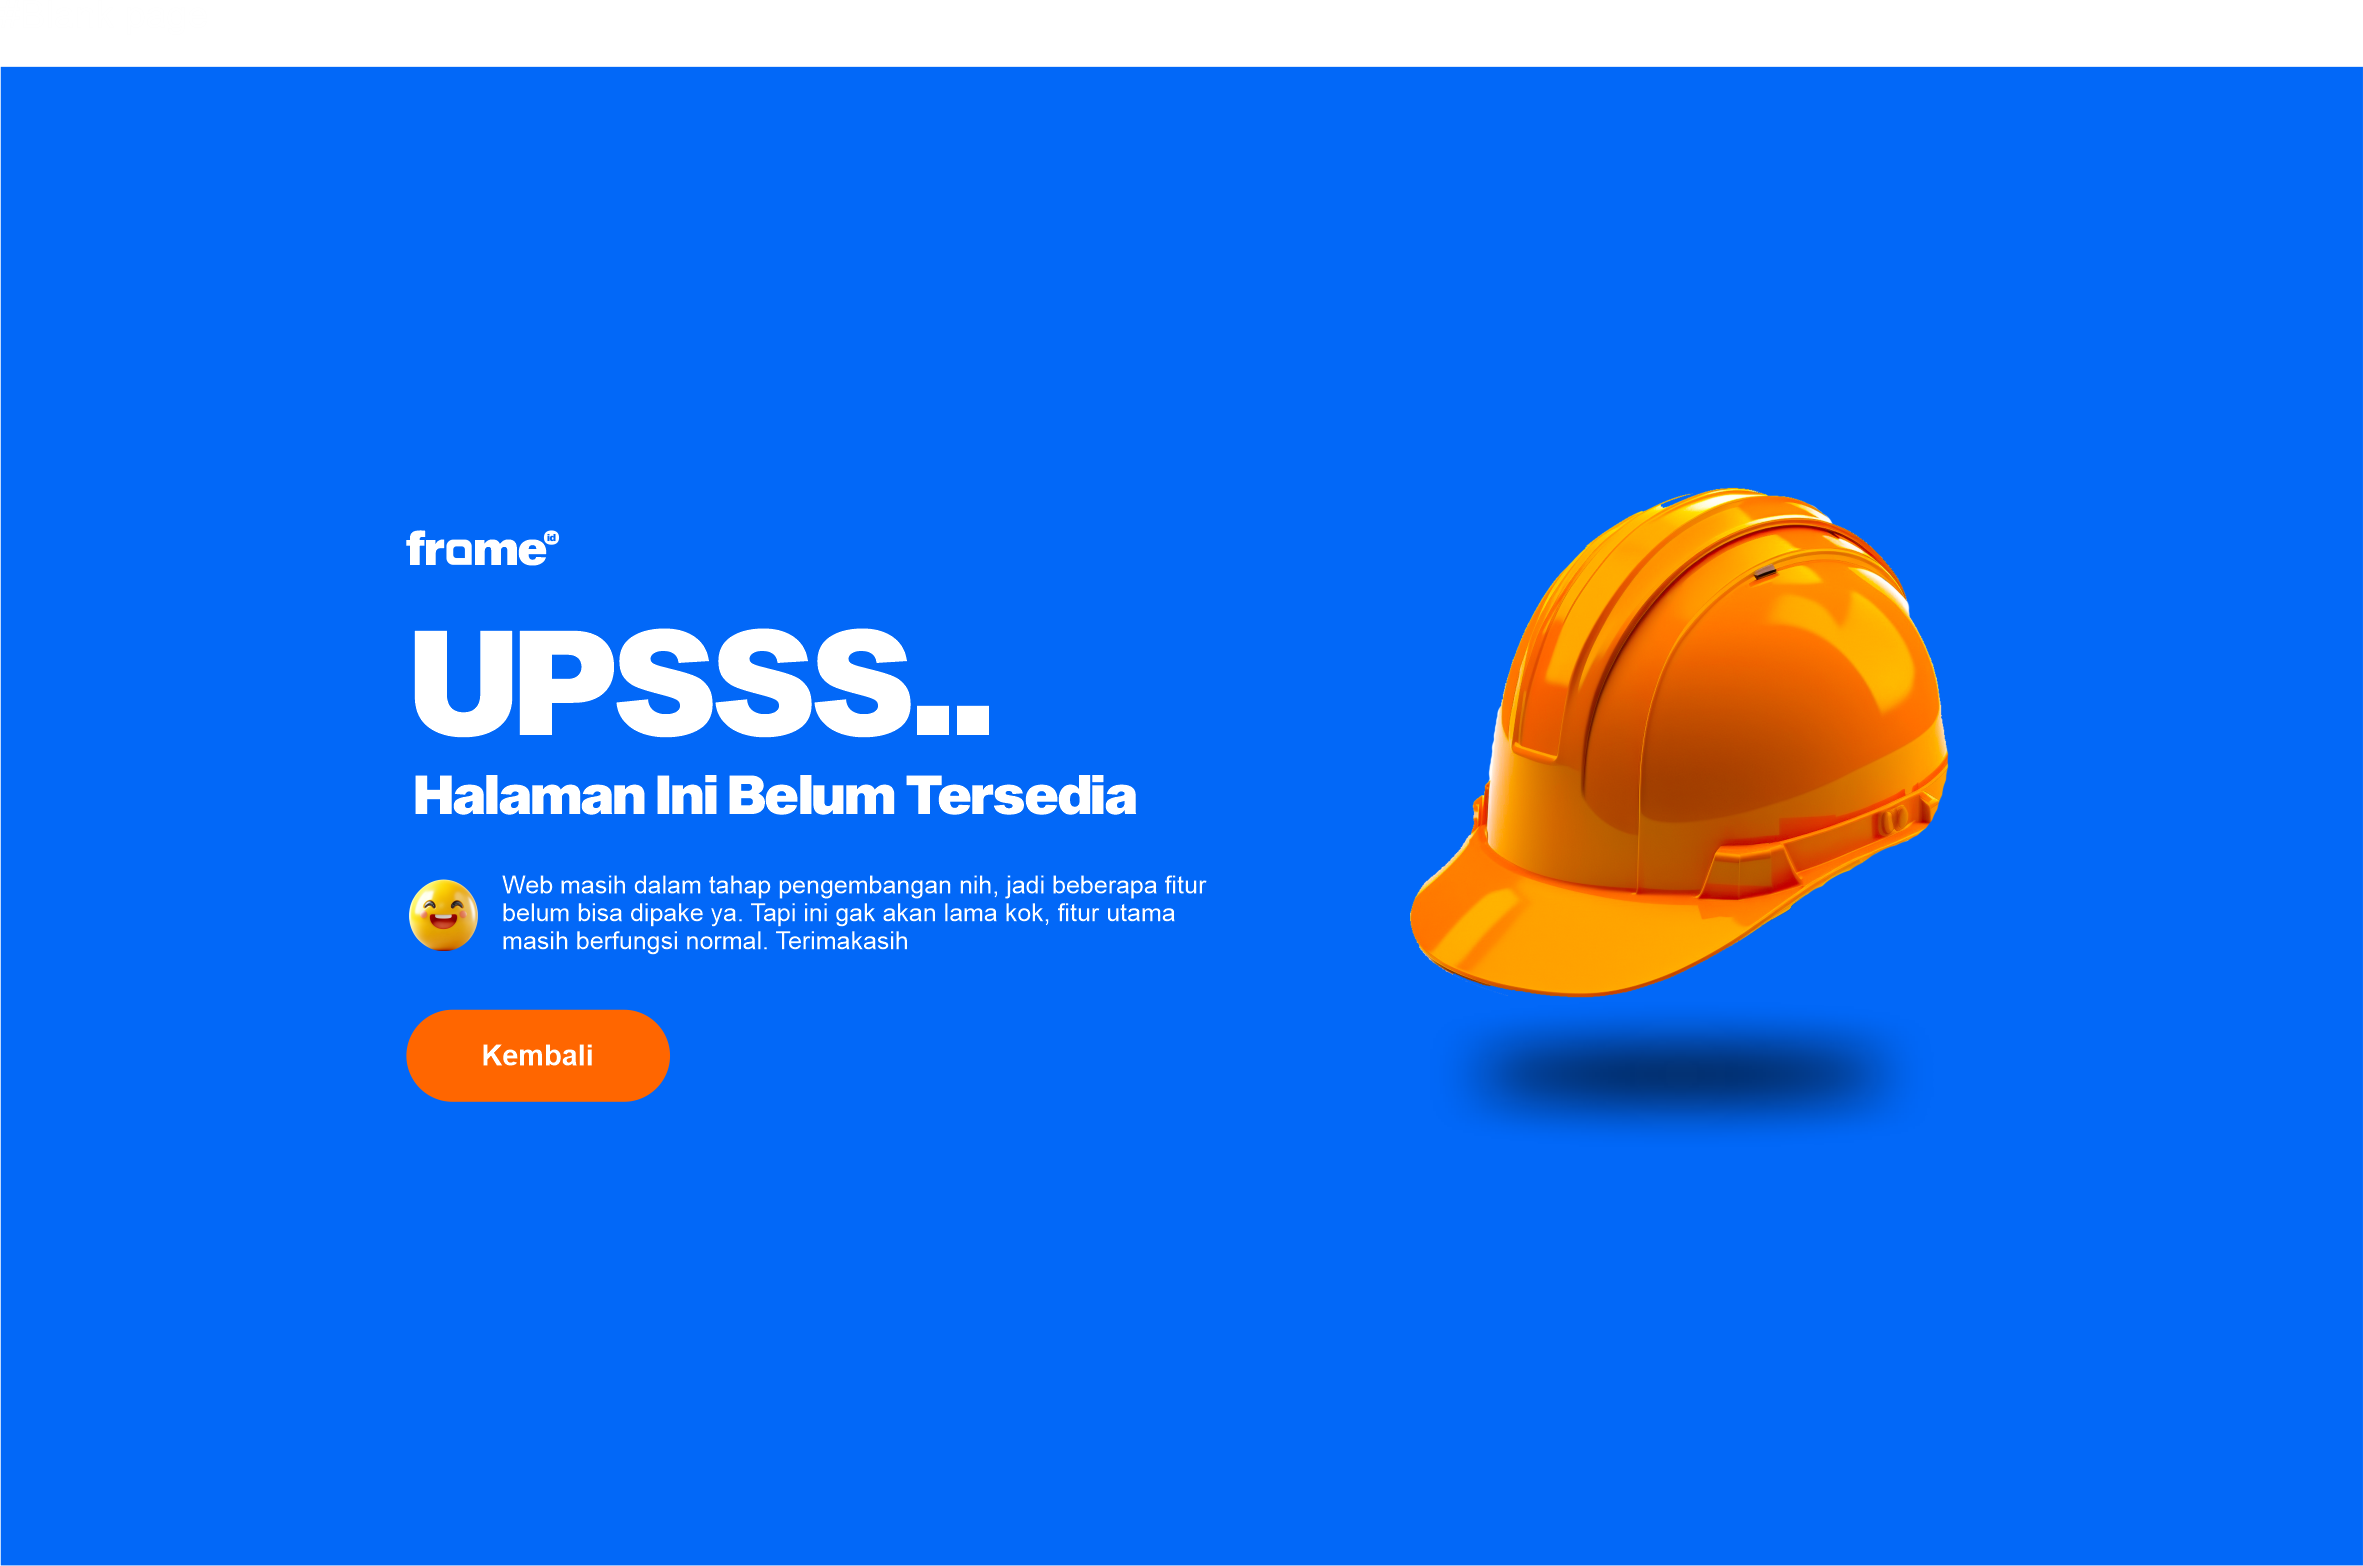 frame id
UPSSS..
Halaman Ini Belum Tersedia
Web masih dalam tahap pengembangan nih, jadi beberapa fitur
belum bisa dipake ya. Tapi ini gak akan lama kok, fitur utama
masih berfungsi normal. Terimakasih
Kembali